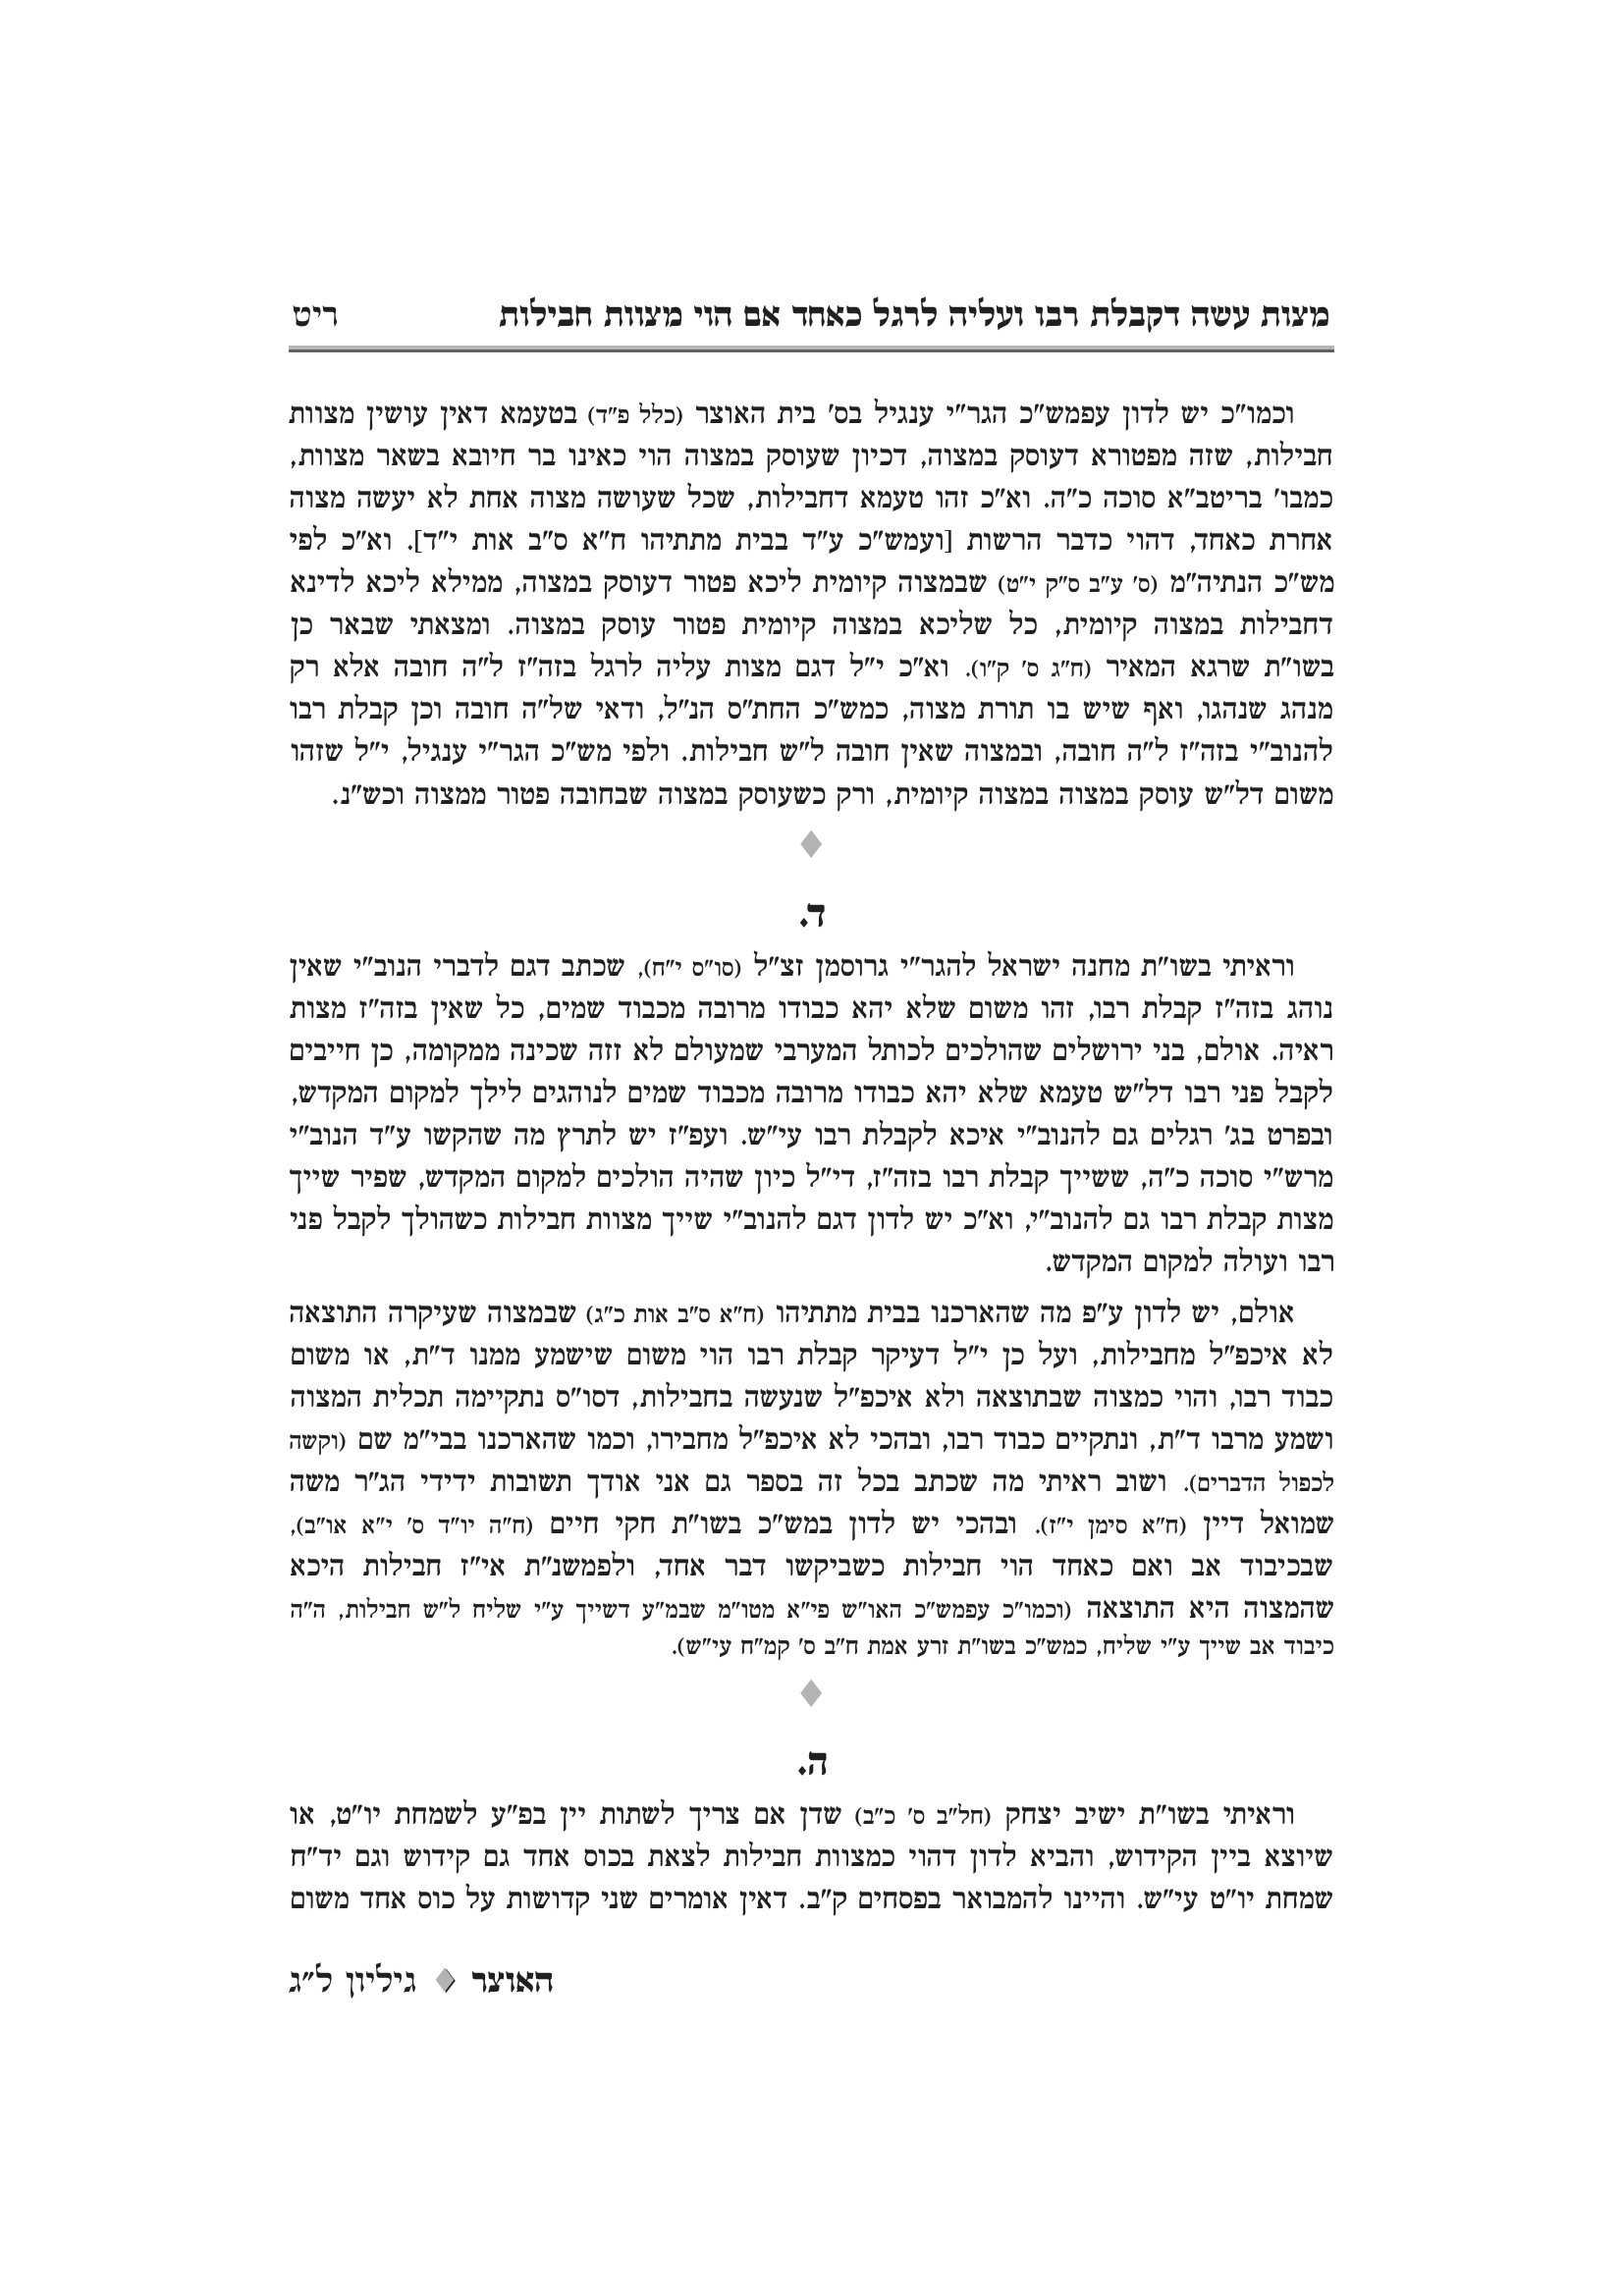 מצות עשה דקבלת רבו ועליה לרגל כאחד אם הוי מצוות חבילות ריט
וכמו"כ יש לדון עפמש"כ הגר"י ענגיל בס' בית האוצר (כלל פ"ד) בטעמא דאין עושין מצוות
חבילות, שזה מפטורא דעוסק במצוה, דכיון שעוסק במצוה הוי כאינו בר חיובא בשאר מצוות,
כמבו' בריטב"א סוכה כ"ה. וא"כ זהו טעמא דחבילות, שכל שעושה מצוה אחת לא יעשה מצוה
אחרת כאחד, דהוי כדבר הרשות [ועמש"כ ע"ד בבית מתתיהו ח"א ס"ב אות י"ד]. וא"כ לפי
מש"כ הנתיה"מ (ס' ע"ב ס"ק י"ט) שבמצוה קיומית ליכא פטור דעוסק במצוה, ממילא ליכא לדינא
דחבילות במצוה קיומית, כל שליכא במצוה קיומית פטור עוסק במצוה. ומצאתי שבאר כן
בשו"ת שרגא המאיר (ח"ג ס' ק"ו). וא"כ י"ל דגם מצות עליה לרגל בזה"ז ל"ה חובה אלא רק
מנהג שנהגו, ואף שיש בו תורת מצוה, כמש"כ החת"ס הנ"ל, ודאי של"ה חובה וכן קבלת רבו
להנוב"י בזה"ז ל"ה חובה, ובמצוה שאין חובה ל"ש חבילות. ולפי מש"כ הגר"י ענגיל, י"ל שזהו
משום דל"ש עוסק במצוה במצוה קיומית, ורק כשעוסק במצוה שבחובה פטור ממצוה וכש"נ.
ד.
וראיתי בשו"ת מחנה ישראל להגר"י גרוסמן זצ"ל (סו"ס י"ח), שכתב דגם לדברי הנוב"י שאין
נוהג בזה"ז קבלת רבו, זהו משום שלא יהא כבודו מרובה מכבוד שמים, כל שאין בזה"ז מצות
ראיה. אולם, בני ירושלים שהולכים לכותל המערבי שמעולם לא זזה שכינה ממקומה, כן חייבים
לקבל פני רבו דל"ש טעמא שלא יהא כבודו מרובה מכבוד שמים לנוהגים לילך למקום המקדש,
ובפרט בג' רגלים גם להנוב"י איכא לקבלת רבו עי"ש. ועפ"ז יש לתרץ מה שהקשו ע"ד הנוב"י
מרש"י סוכה כ"ה, ששייך קבלת רבו בזה"ז, די"ל כיון שהיה הולכים למקום המקדש, שפיר שייך
מצות קבלת רבו גם להנוב"י, וא"כ יש לדון דגם להנוב"י שייך מצוות חבילות כשהולך לקבל פני
רבו ועולה למקום המקדש.
אולם, יש לדון ע"פ מה שהארכנו בבית מתתיהו (ח"א ס"ב אות כ"ג) שבמצוה שעיקרה התוצאה
לא איכפ"ל מחבילות, ועל כן י"ל דעיקר קבלת רבו הוי משום שישמע ממנו ד"ת, או משום
כבוד רבו, והוי כמצוה שבתוצאה ולא איכפ"ל שנעשה בחבילות, דסו"ס נתקיימה תכלית המצוה
ושמע מרבו ד"ת, ונתקיים כבוד רבו, ובהכי לא איכפ"ל מחבירו, וכמו שהארכנו בבי"מ שם (וקשה
לכפול הדברים). ושוב ראיתי מה שכתב בכל זה בספר גם אני אודך תשובות ידידי הג"ר משה
שמואל דיין (ח"א סימן י"ז). ובהכי יש לדון במש"כ בשו"ת חקי חיים (ח"ה יו"ד ס' י"א או"ב),
שבכיבוד אב ואם כאחד הוי חבילות כשביקשו דבר אחד, ולפמשנ"ת אי"ז חבילות היכא
שהמצוה היא התוצאה (וכמו"כ עפמש"כ האו"ש פי"א מטו"מ שבמ"ע דשייך ע"י שליח ל"ש חבילות, ה"ה
כיבוד אב שייך ע"י שליח, כמש"כ בשו"ת זרע אמת ח"ב ס' קמ"ח עי"ש).
ה.
וראיתי בשו"ת ישיב יצחק (חל"ב ס' כ"ב) שדן אם צריך לשתות יין בפ"ע לשמחת יו"ט, או
שיוצא ביין הקידוש, והביא לדון דהוי כמצוות חבילות לצאת בכוס אחד גם קידוש וגם יד"ח
שמחת יו"ט עי"ש. והיינו להמבואר בפסחים ק"ב. דאין אומרים שני קדושות על כוס אחד משום
האוצר ♦ גיליון ל"ג